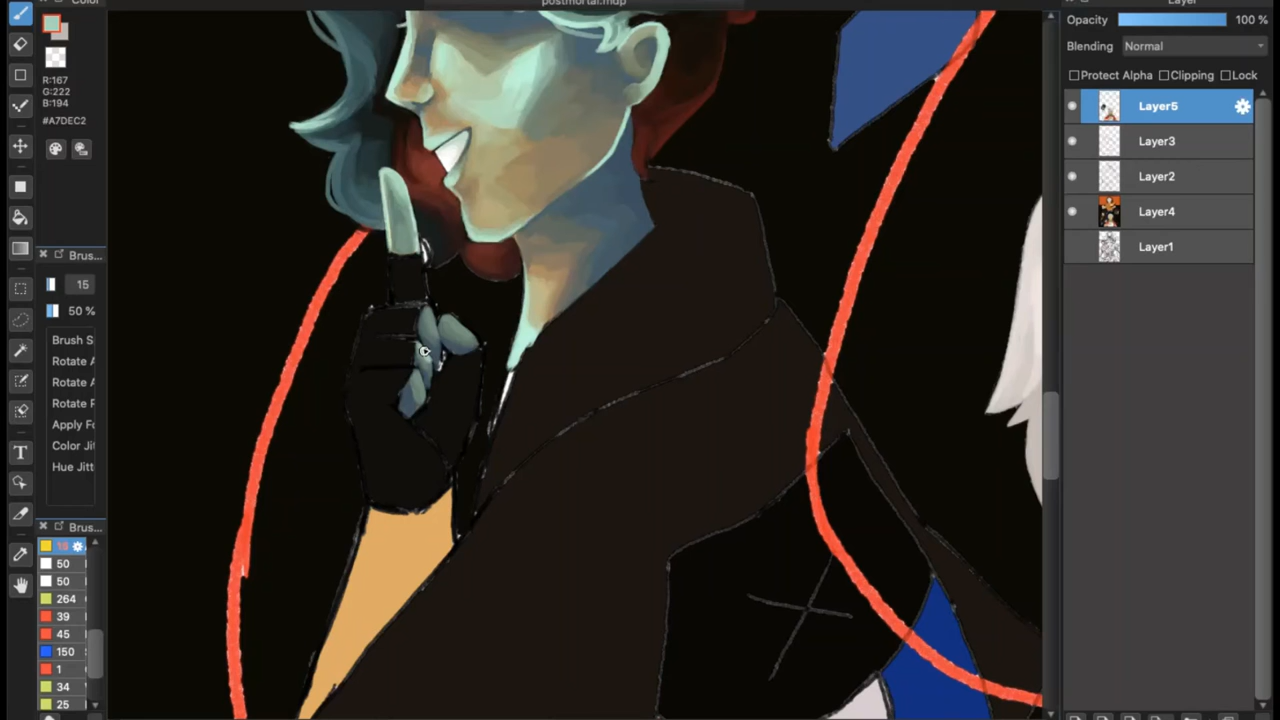 postmortal.mdp
Color
R:167
G:222
B:194
#A7DEC2
Brus...
15
50 %
Brush S
Rotate A
Rotate A
Rotate F
Apply Fo
Color Jit
Hue Jitt
Brus...
15
50
50
264
39
45
150
1
34
25
T
Layer
Opacity 100 %
Blending Normal
Protect Alpha Clipping Lock
Layer5
Layer3
Layer2
Layer4
Layer1